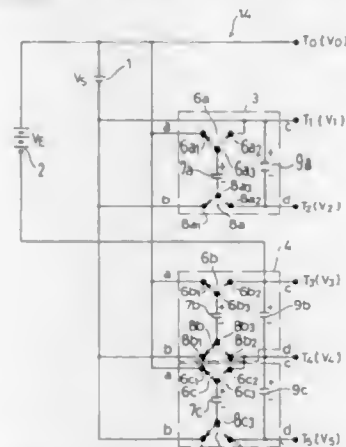 14
T0 (V0)
VS 1
6a 3
T1 (V1)
a c
6a1 6a2
7a 6a3
VE
2
8a3
9a
b 8a2 d
T2 (V2)
8a1 8a
6b 4
a c
T3 (V3)
6b1 6b2
7b 6b3
8b 8b3
9b
8b1
b d
T4 (V4)
a c
6c1 6c2
6c 6c3
7c 8c3
9c
b d
T5 (V5)